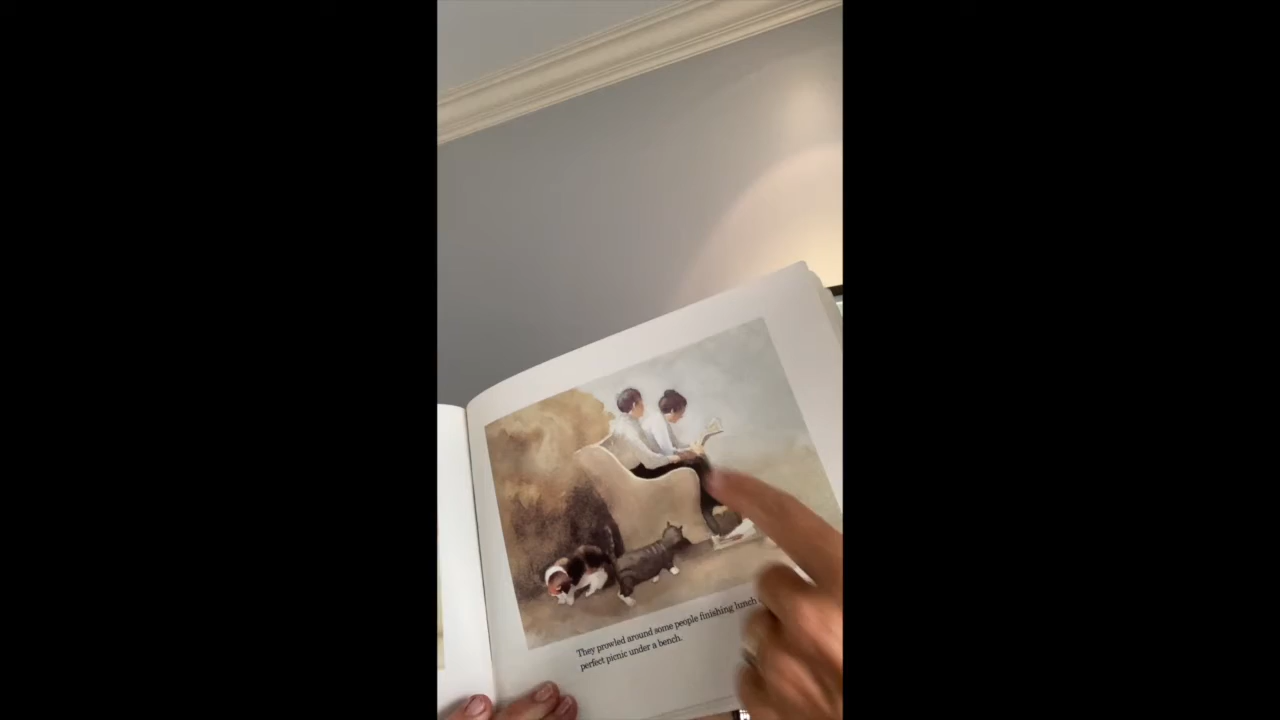 They prowled around some people finishing lunch
perfect picnic under a bench.